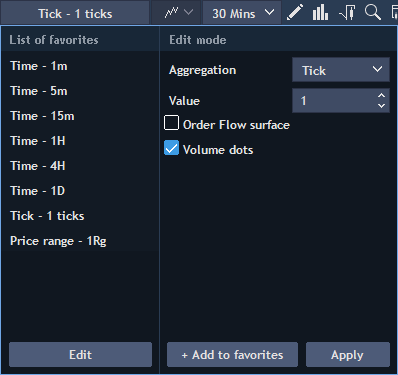 Tick - 1 ticks
30 Mins
List of favorites
Edit mode
Time - 1m
Time - 5m
Time - 15m
Time - 1H
Time - 4H
Time - 1D
Tick - 1 ticks
Price range - 1Rg
Aggregation
Tick
Value
1
Order Flow surface
Volume dots
Edit
+ Add to favorites
Apply